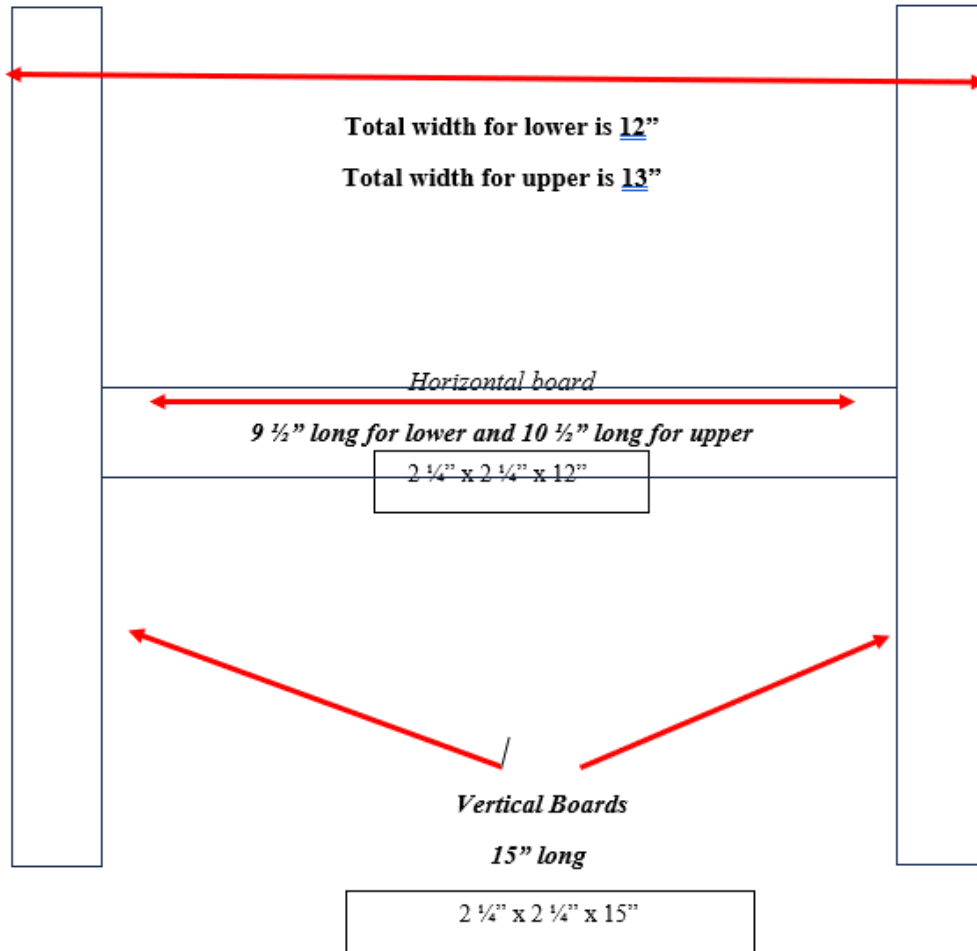 Total width for lower is 12”
Total width for upper is 13”
Horizontal board
9 ½” long for lower and 10 ½” long for upper
2 ¼” x 2 ¼” x 12”
Vertical Boards
15” long
2 ¼” x 2 ¼” x 15”